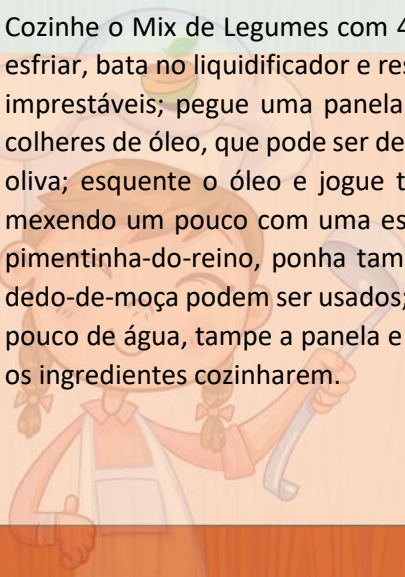 Cozinhe o Mix de Legumes com 4
esfriar, bata no liquidificador e
imprestáveis; pegue uma panela
colheres de óleo, que pode ser de
oliva; esquente o óleo e jogue
mexendo um pouco com uma
pimentinha-do-reino, ponha
dedo-de-moça podem ser usados;
pouco de água, tampe a panela e
os ingredientes cozinharem.